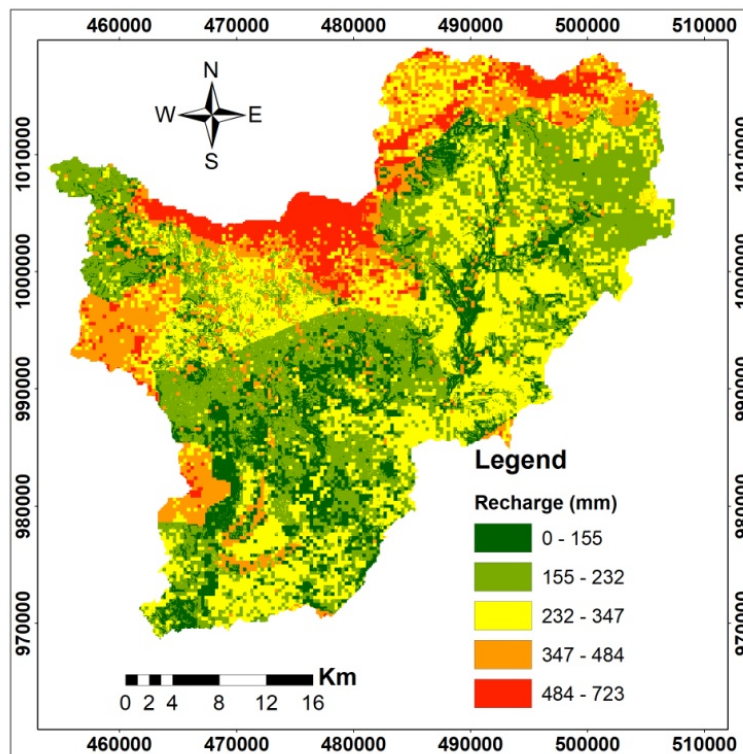 460000 470000 480000 490000 500000 510000
N
W E
S
1010000 1010000
1000000 1000000
990000 990000
980000 980000
970000 970000
Legend
Recharge (mm)
0 - 155
155 - 232
232 - 347
347 - 484
484 - 723
Km
0 2 4 8 12 16
460000 470000 480000 490000 500000 510000